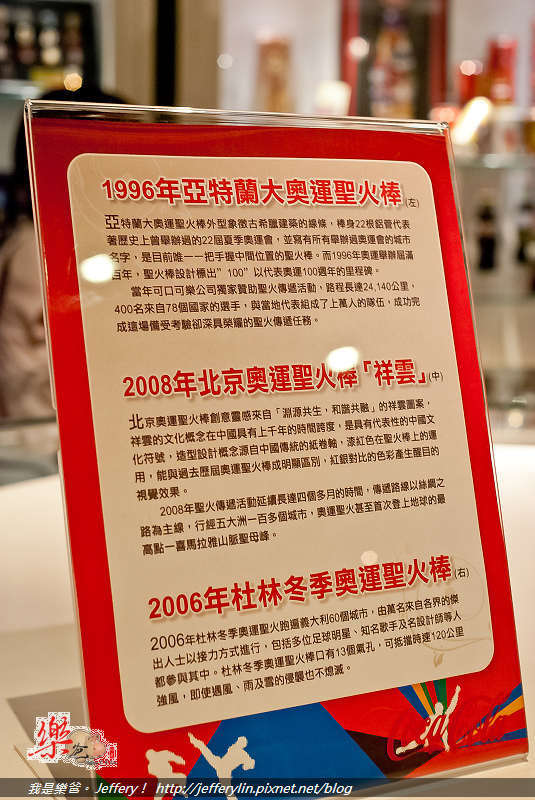 1996年亞特蘭大奧運聖火棒(左)
亞特蘭大奧運聖火棒外型象徵古希臘建築的線條，棒身22根鋁管代表
著歷史上曾舉辦過的22屆夏季奧運會，並寫有所有舉辦過奧運會的城市
名字，是目前唯一一把手握中間位置的聖火棒。而1996年奧運舉辦屆滿
百年，聖火棒設計標出"100"以代表奧運100週年的里程碑。
當年可口可樂公司獨家贊助聖火傳遞活動，路程長達24,140公里，
400名來自78個國家的選手，與當地代表組成了上萬人的隊伍，成功完
成這場備受考驗卻深具榮耀的聖火傳遞任務。
2008年北京奧運聖火棒「祥雲」(中)
北京奧運聖火棒創意靈感來自「淵源共生，和諧共融」的祥雲圖案，
祥雲的文化概念在中國具有上千年的時間跨度，是具有代表性的中國文
化符號，造型設計概念源自中國傳統的紙卷軸，漆紅色在聖火棒上的運
用，能與過去歷屆奧運聖火棒成明顯區別，紅銀對比的色彩產生醒目的
視覺效果。
2008年聖火傳遞活動延續長達四個多月的時間，傳遞路線以絲綢之
路為主線，行經五大洲一百多個城市，奧運聖火甚至首次登上地球的最
高點－喜馬拉雅山脈聖母峰。
2006年杜林冬季奧運聖火棒(右)
2006年杜林冬季奧運聖火跑遍義大利60個城市，由萬名來自各界的傑
出人士以接力方式進行，包括多位足球明星、知名歌手及名設計師等人
都參與其中。杜林冬季奧運聖火棒口有13個氣孔，可抵擋時速120公里
強風，即使遇風、雨及雪的侵襲也不熄滅。
Coca-Cola
樂爸
我是樂爸。Jeffery！ http://jefferylin.pixnet.net/blog